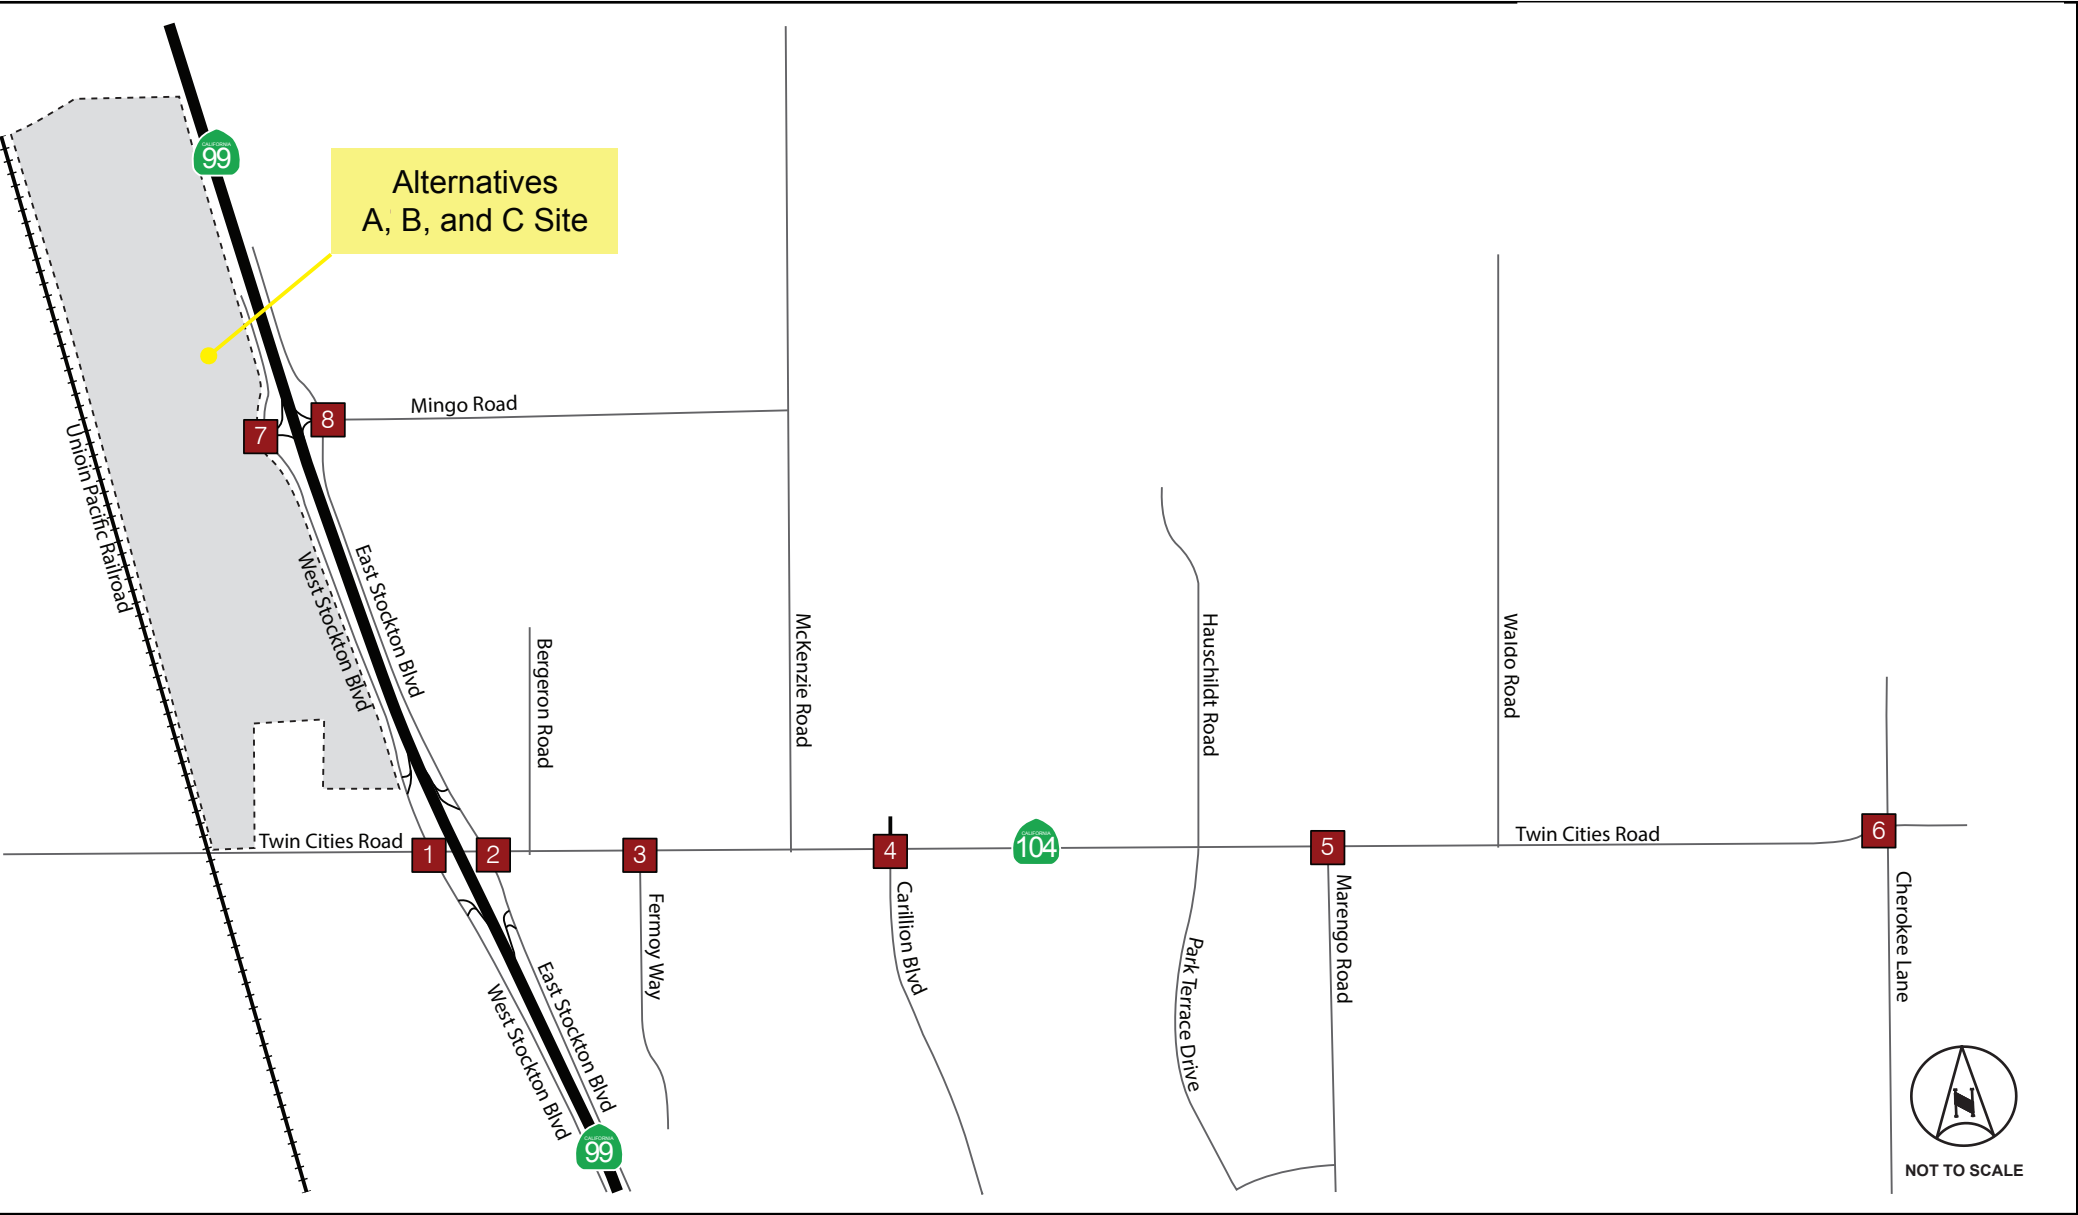 CALIFORNIA
99
Alternatives
A, B, and C Site
8
Mingo Road
7
Unioin Pacific Railroad
West Stockton Blvd
East Stockton Blvd
Bergeron Road
McKenzie Road
Hauschildt Road
Waldo Road
Twin Cities Road
1
2
3
4
CALIFORNIA
104
5
Twin Cities Road
6
Fermoy Way
Carillion Blvd
Park Terrace Drive
Marengo Road
Cherokee Lane
East Stockton Blvd
West Stockton Blvd
CALIFORNIA
99
N
NOT TO SCALE